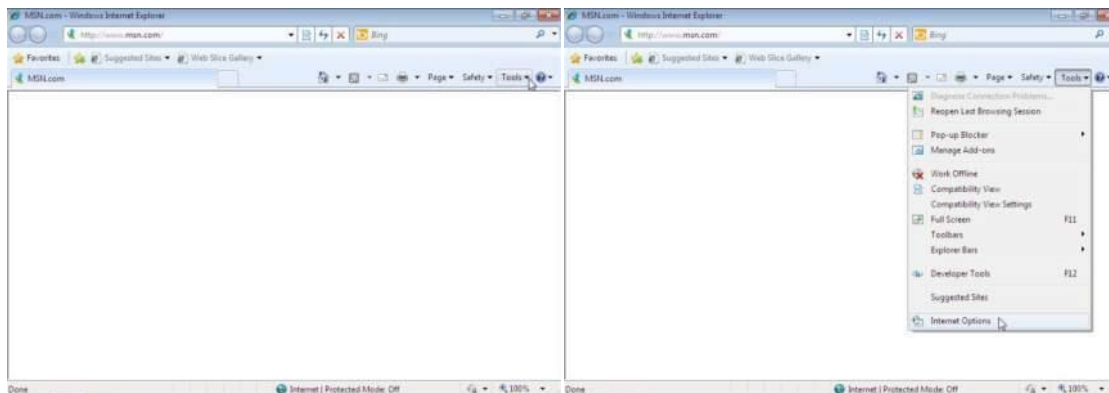 MSN.com - Windows Internet Explorer
http://www.msn.com/
Bing
Favorites Suggested Sites Web Slice Gallery
MSN.com
Page Safety Tools
Done
Internet | Protected Mode: Off
100%
MSN.com - Windows Internet Explorer
http://www.msn.com/
Bing
Favorites Suggested Sites Web Slice Gallery
MSN.com
Page Safety Tools
Diagnose Connection Problems...
Reopen Last Browsing Session
Pop-up Blocker
Manage Add-ons
Work Offline
Compatibility View
Compatibility View Settings
Full Screen F11
Toolbars
Explorer Bars
Developer Tools F12
Suggested Sites
Internet Options
Done
Internet | Protected Mode: Off
100%